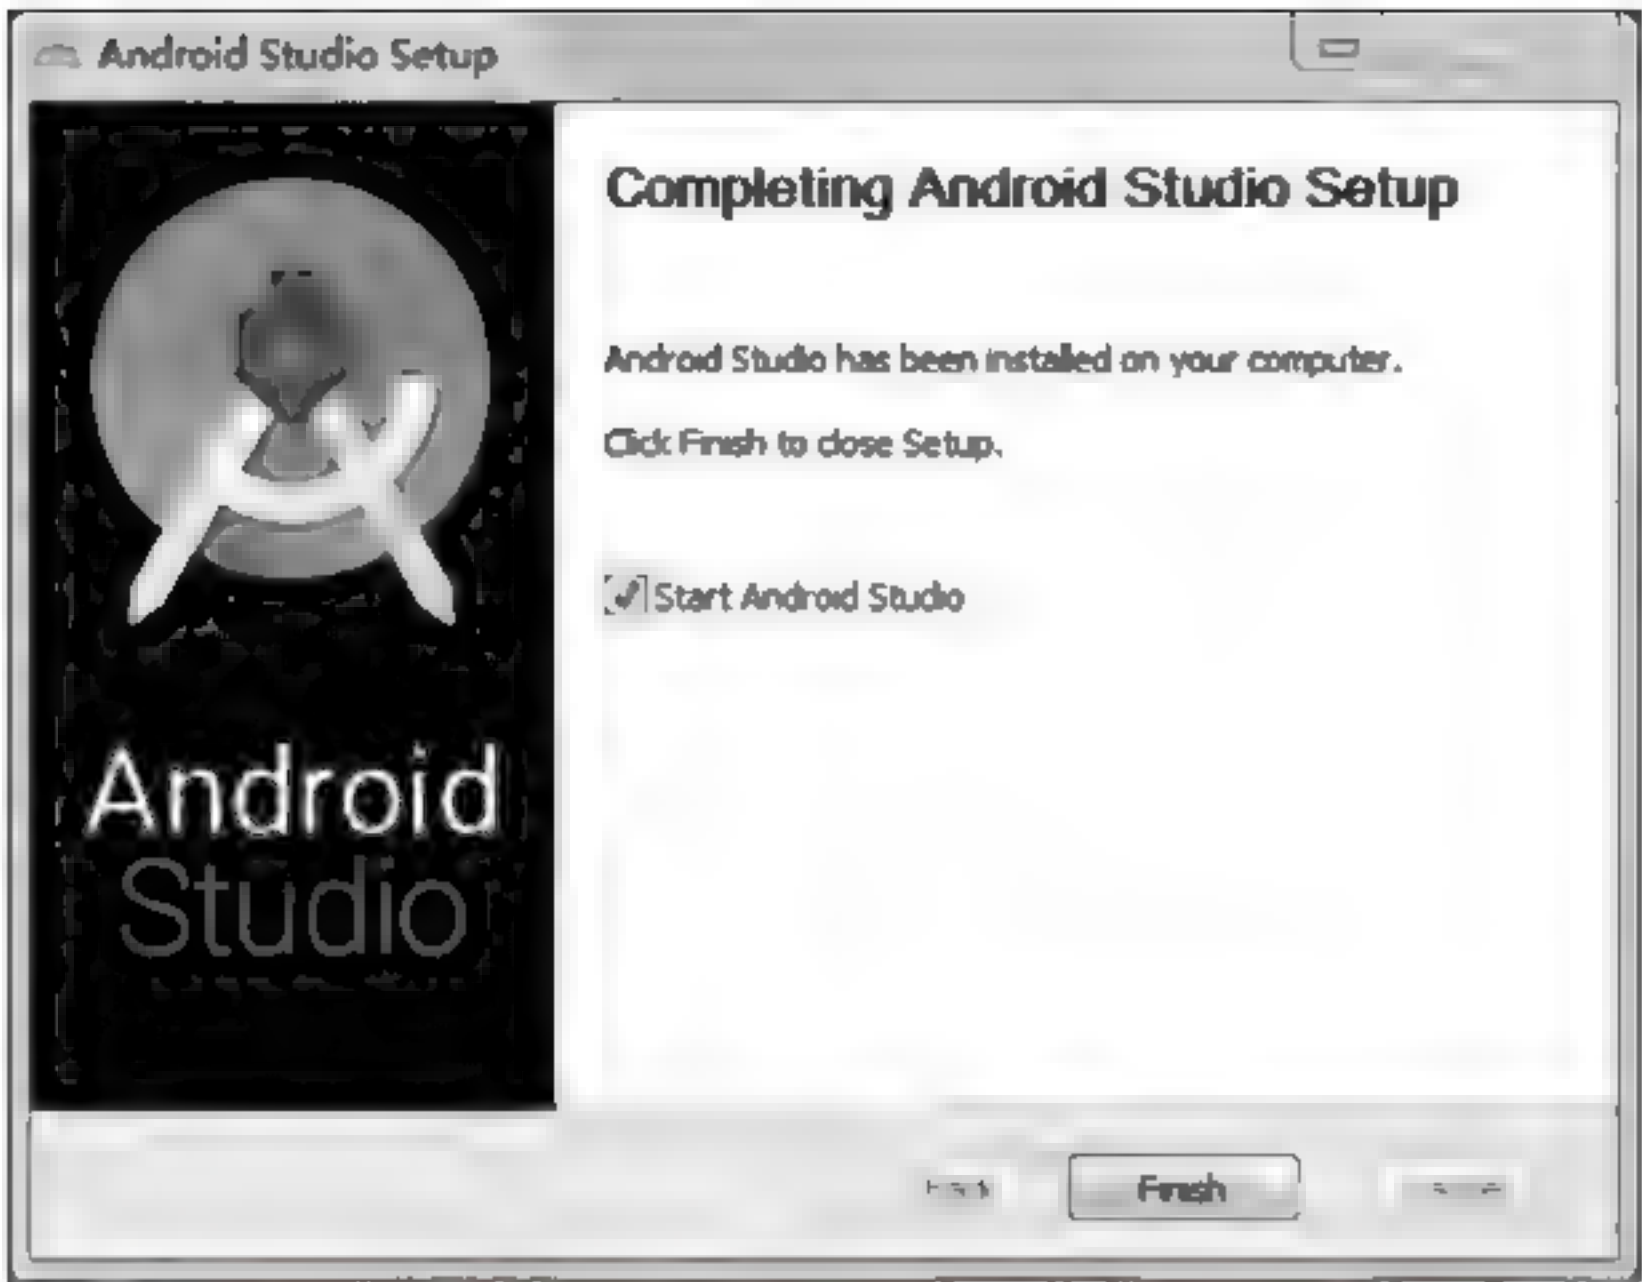 Android Studio Setup
Completing Android Studio Setup
Android Studio has been installed on your computer.
Click Finish to close Setup.
Start Android Studio
Android
Studio
Finish